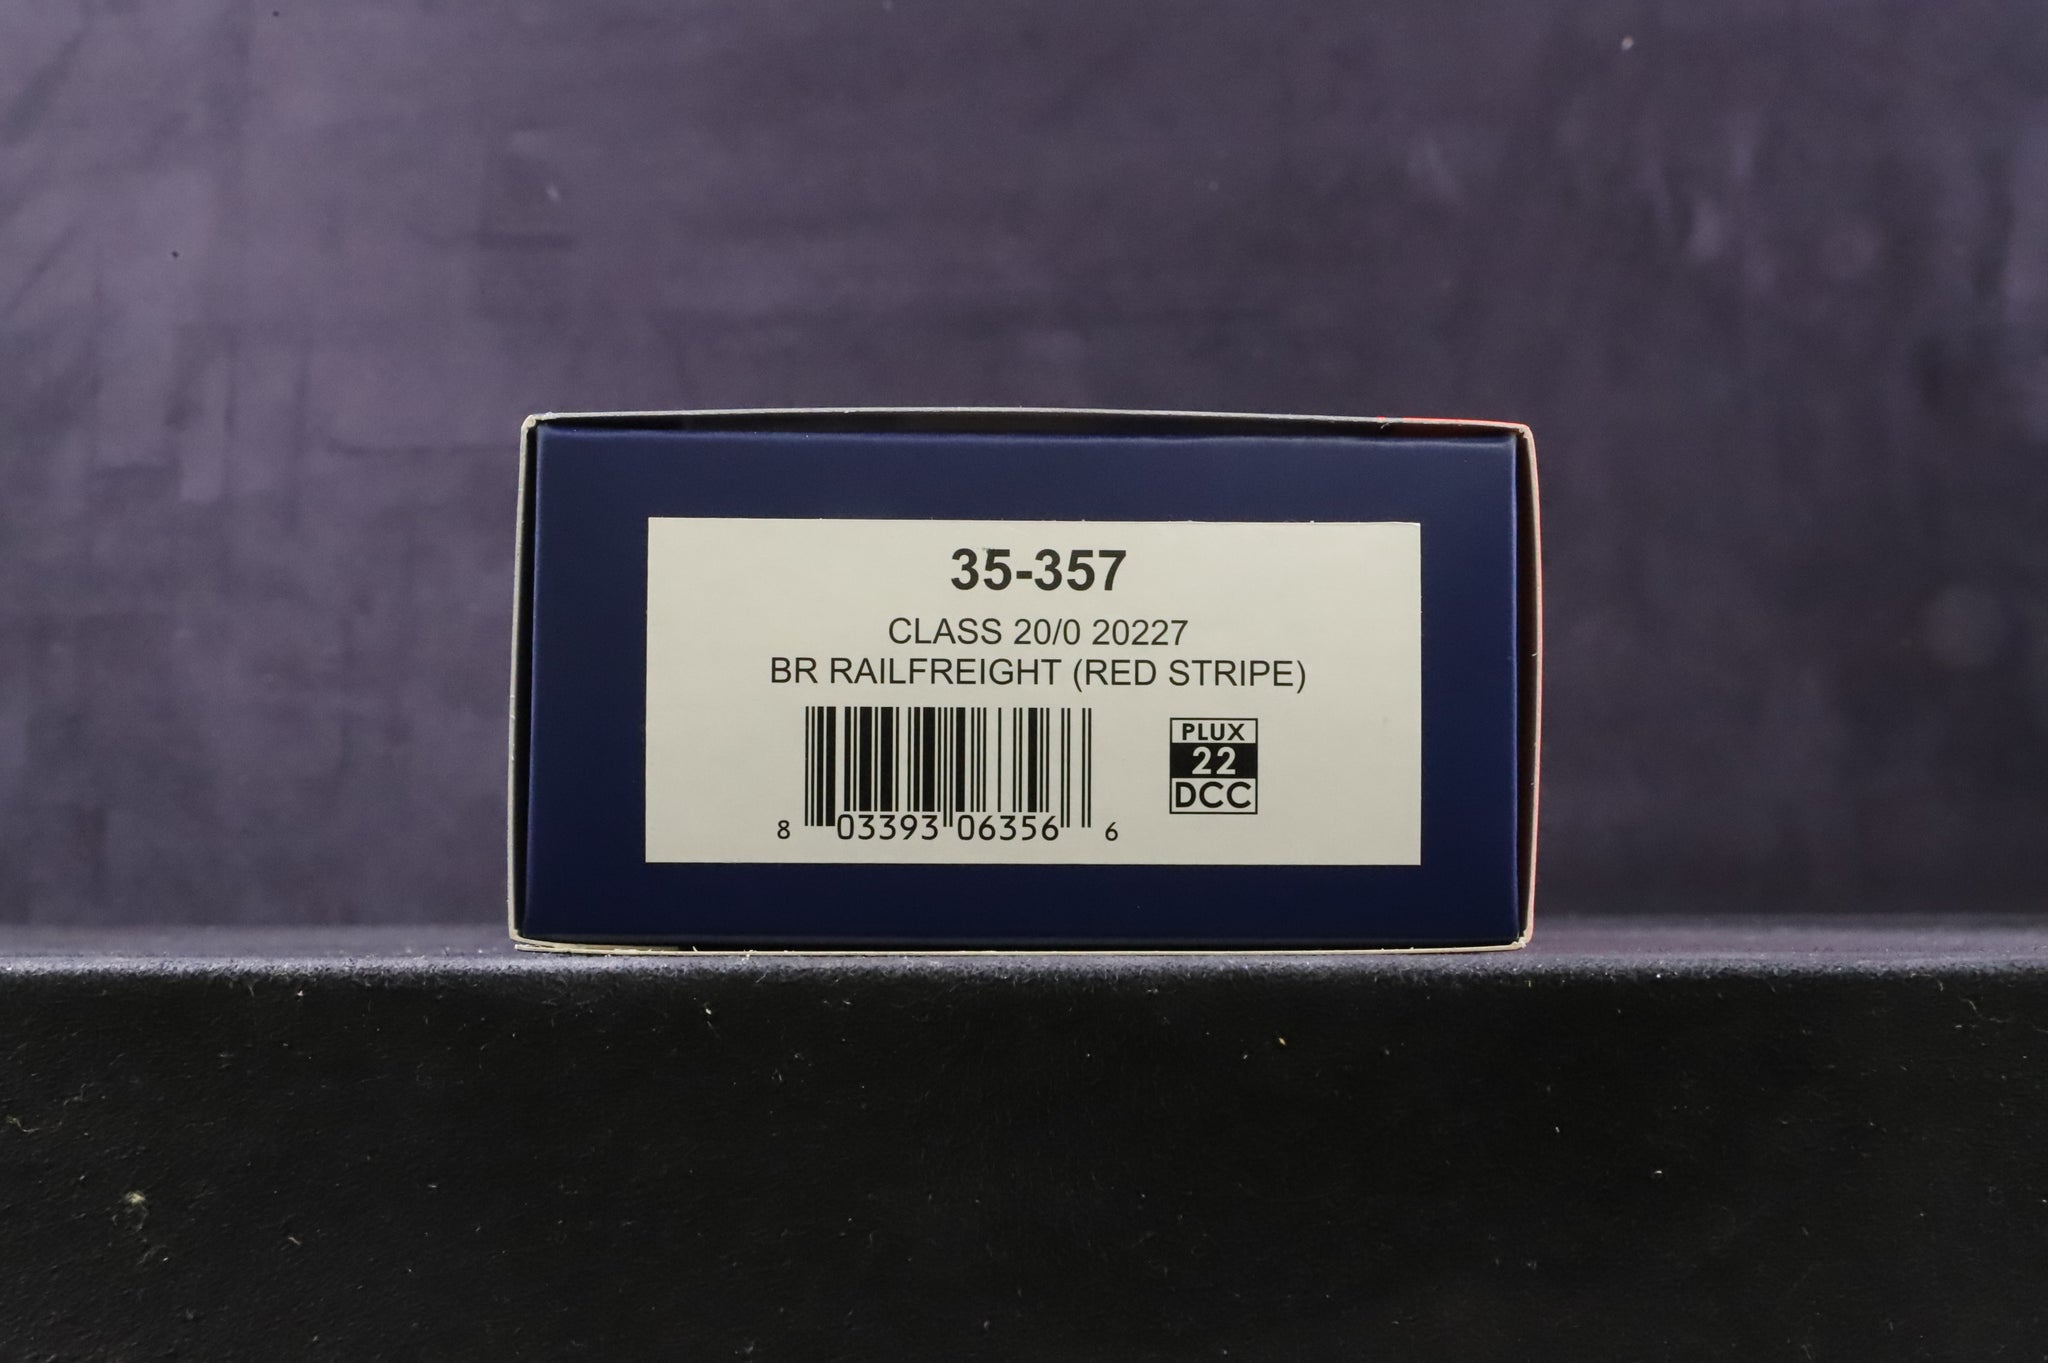 35-357
CLASS 20/0 20227
BR RAILFREIGHT (RED STRIPE)
PLUX
22
DCC
8 03393 06356 6